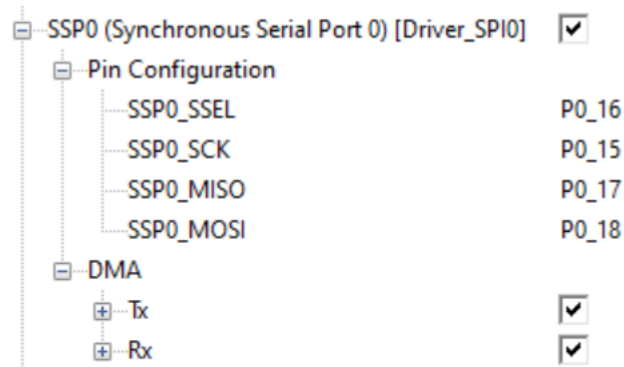 SSP0 (Synchronous Serial Port 0) [Driver_SPI0]
Pin Configuration
SSP0_SSEL P0_16
SSP0_SCK P0_15
SSP0_MISO P0_17
SSP0_MOSI P0_18
DMA
Tx
Rx